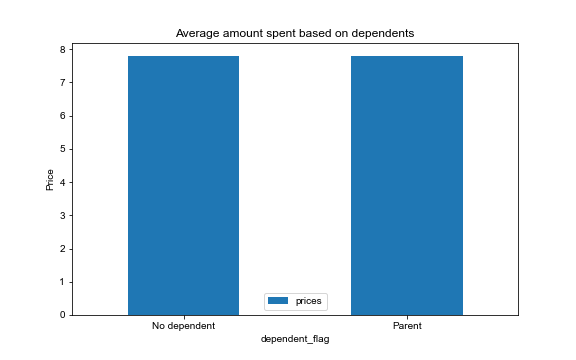 Average amount spent based on dependents
8
7
6
5
4
3
2
1
0
Price
prices
No dependent
Parent
dependent_flag